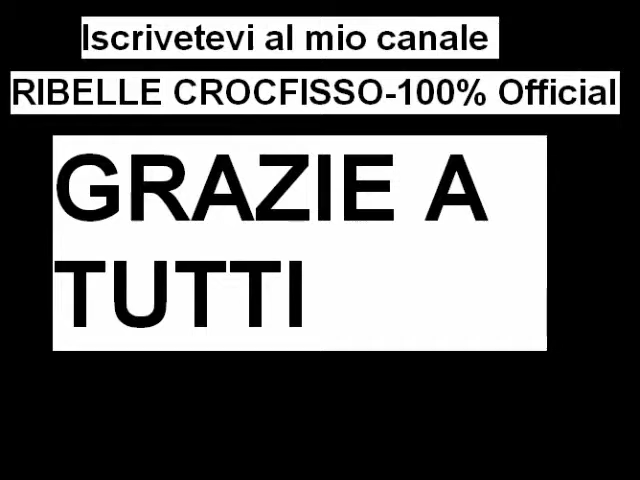 Iscrivetevi al mio canale
RIBELLE CROCFISSO-100% Official
GRAZIE A
TUTTI